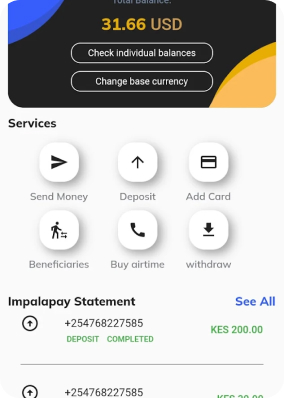 Total Balance:
31.66 USD
Check individual balances
Change base currency
Services
Send Money
Deposit
Add Card
Beneficiaries
Buy airtime
withdraw
Impalapay Statement
See All
+254768227585
KES 200.00
DEPOSIT COMPLETED
+254768227585
KES 20.00